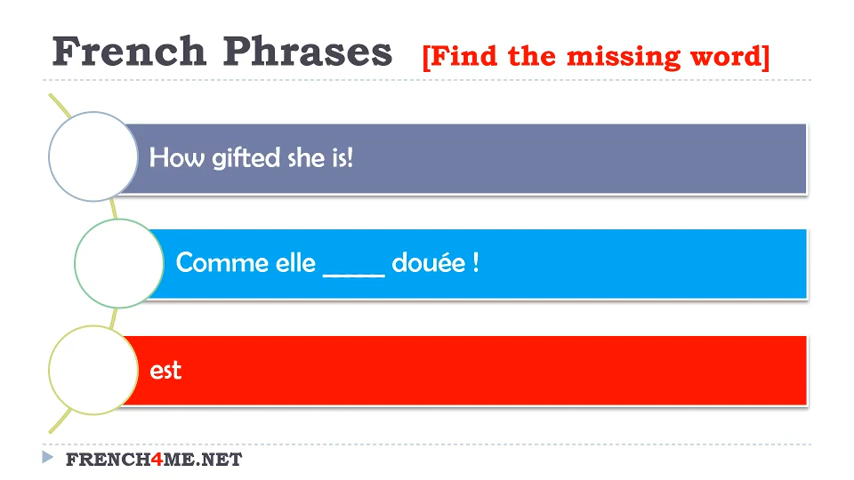 French Phrases [Find the missing word]
How gifted she is!
Comme elle _____ douée !
est
FRENCH4ME.NET